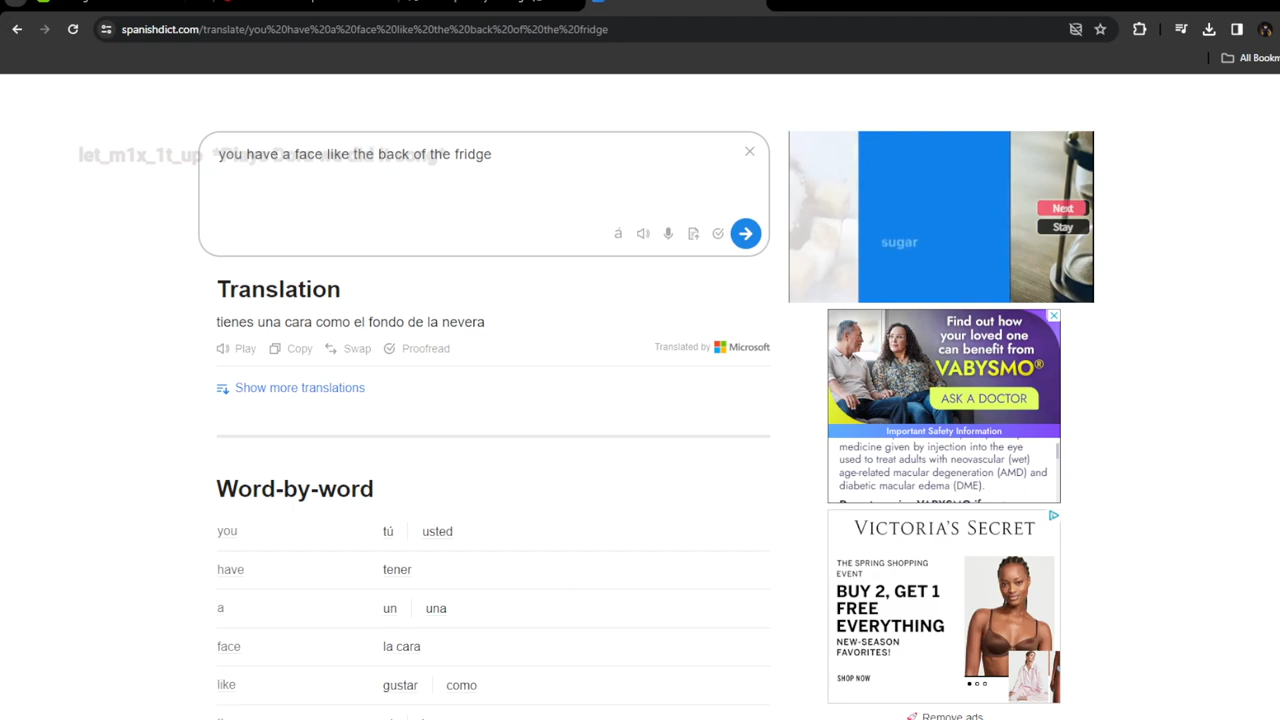 spanishdict.com/translate/you%20have%20a%20face%20like%20the%20back%20of%20the%20fridge
All Bookm
let_m1x_1t_up
you have a face like the back of the fridge
á
Translation
tienes una cara como el fondo de la nevera
Play Copy Swap Proofread
Translated by Microsoft
Show more translations
Word-by-word
you tú usted
have tener
a un una
face la cara
like gustar como
sugar
Next
Stay
Find out how
your loved one
can benefit from
VABYSMO®
ASK A DOCTOR
Important Safety Information
medicine given by injection into the eye
used to treat adults with neovascular (wet)
age-related macular degeneration (AMD) and
diabetic macular edema (DME).
VICTORIA'S SECRET
THE SPRING SHOPPING
EVENT
BUY 2, GET 1
FREE
EVERYTHING
NEW-SEASON
FAVORITES!
SHOP NOW
Remove ads